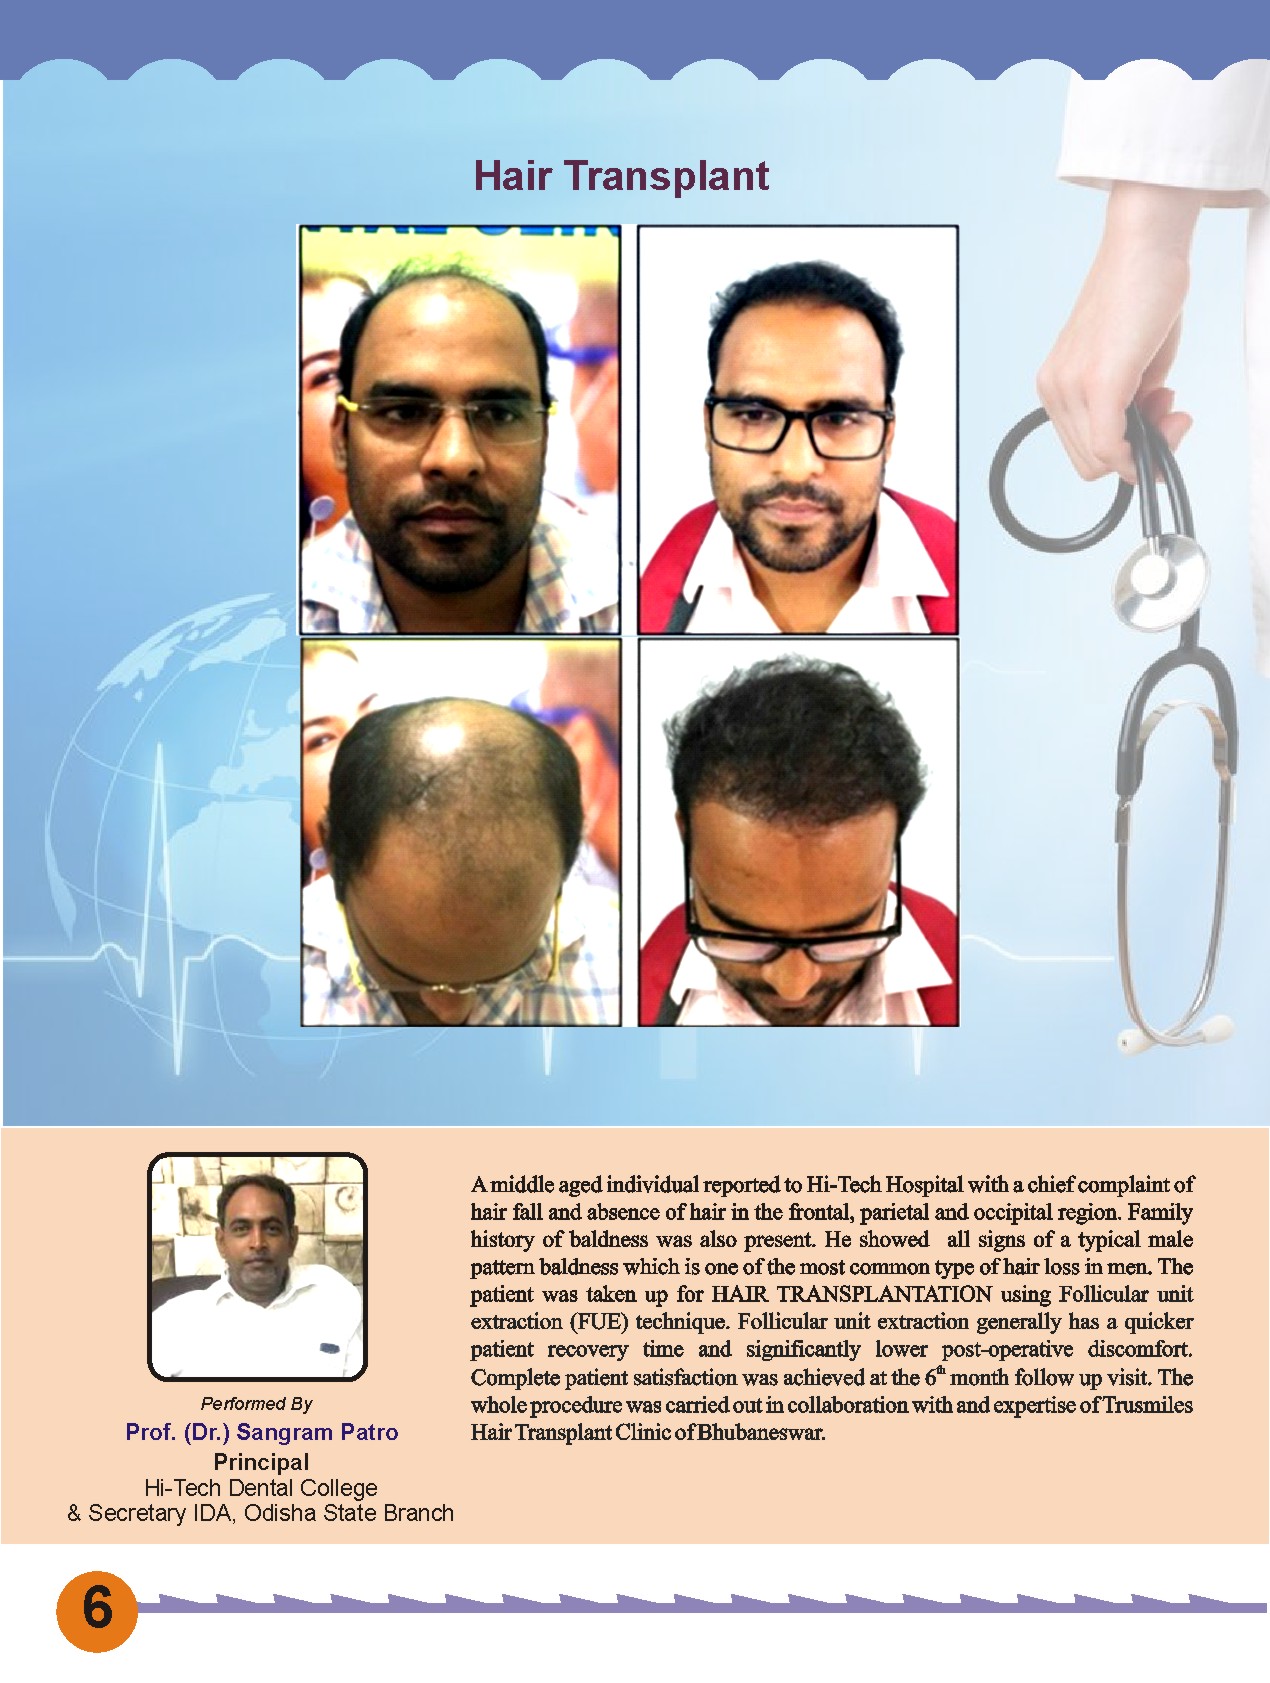 Hair Transplant
A middle aged individual reported to Hi-Tech Hospital with a chief complaint of
hair fall and absence of hair in the frontal, parietal and occipital region. Family
history of baldness was also present. He showed all signs of a typical male
pattern baldness which is one of the most common type of hair loss in men. The
patient was taken up for HAIR TRANSPLANTATION using Follicular unit
extraction (FUE) technique. Follicular unit extraction generally has a quicker
patient recovery time and significantly lower post-operative discomfort.
Complete patient satisfaction was achieved at the 6th month follow up visit. The
whole procedure was carried out in collaboration with and expertise of Trusmiles
Hair Transplant Clinic of Bhubaneswar.
Performed By
Prof. (Dr.) Sangram Patro
Principal
Hi-Tech Dental College
& Secretary IDA, Odisha State Branch
6